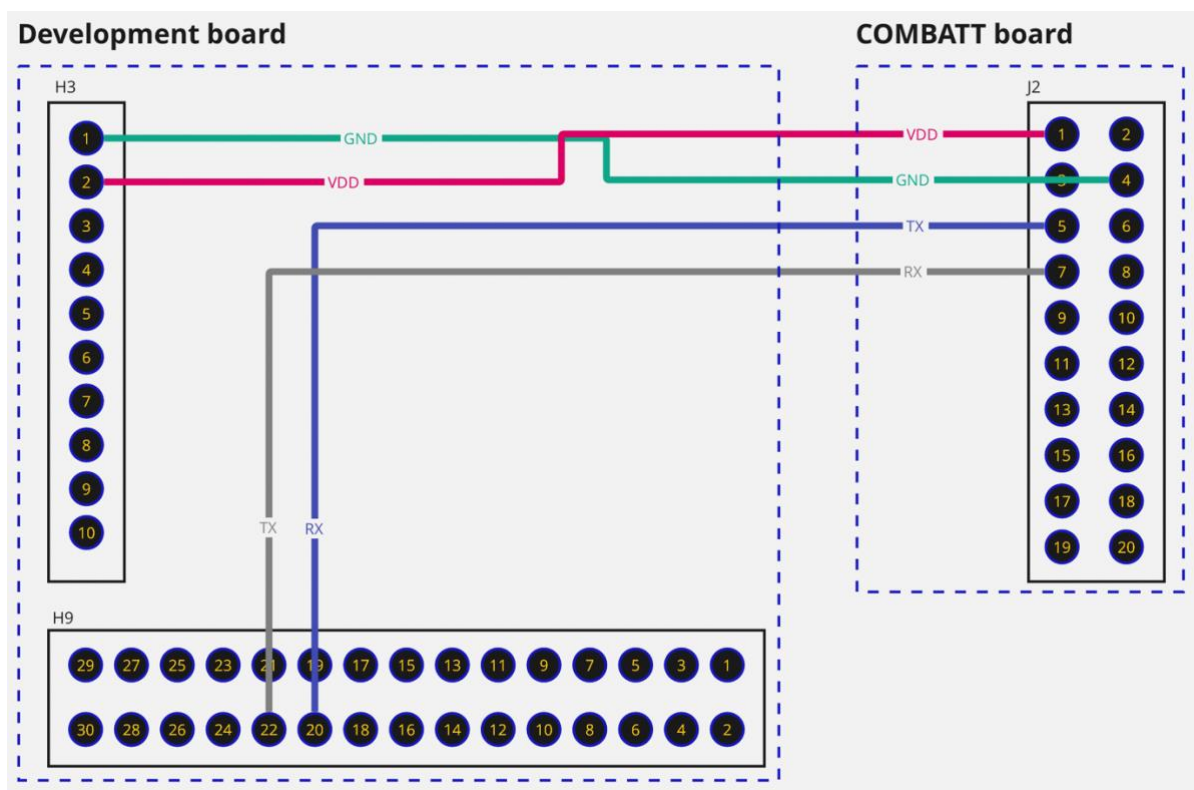 Development board
COMBATT board
H3
J2
1
GND
VDD
1
2
2
VDD
GND
4
3
TX
5
6
4
RX
7
8
5
9
10
6
11
12
7
13
14
8
15
16
9
17
18
10
TX
RX
19
20
H9
29 27 25 23 21 19 17 15 13 11 9 7 5 3 1
30 28 26 24 22 20 18 16 14 12 10 8 6 4 2